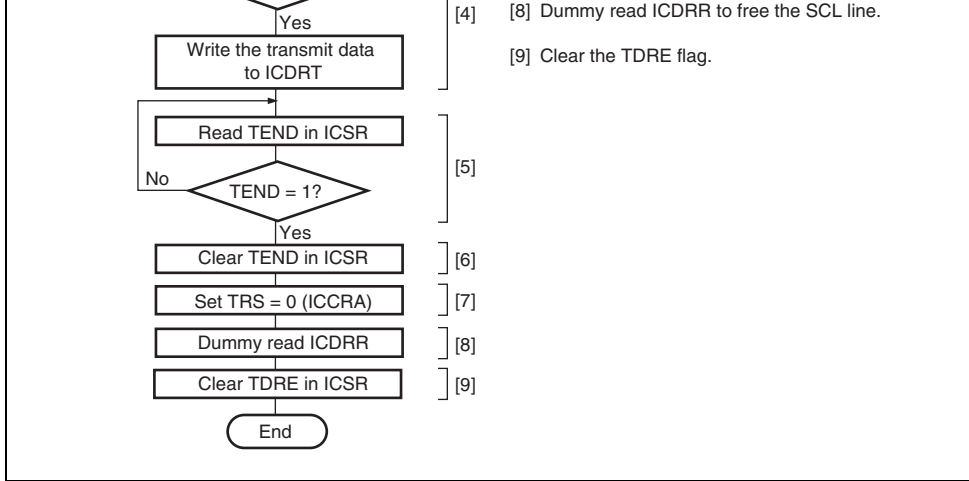 Yes
[4]
[8] Dummy read ICDRR to free the SCL line.
Write the transmit data
to ICDRT
[9] Clear the TDRE flag.
Read TEND in ICSR
[5]
No
TEND = 1?
Yes
Clear TEND in ICSR
[6]
Set TRS = 0 (ICCRA)
[7]
Dummy read ICDRR
[8]
Clear TDRE in ICSR
[9]
End